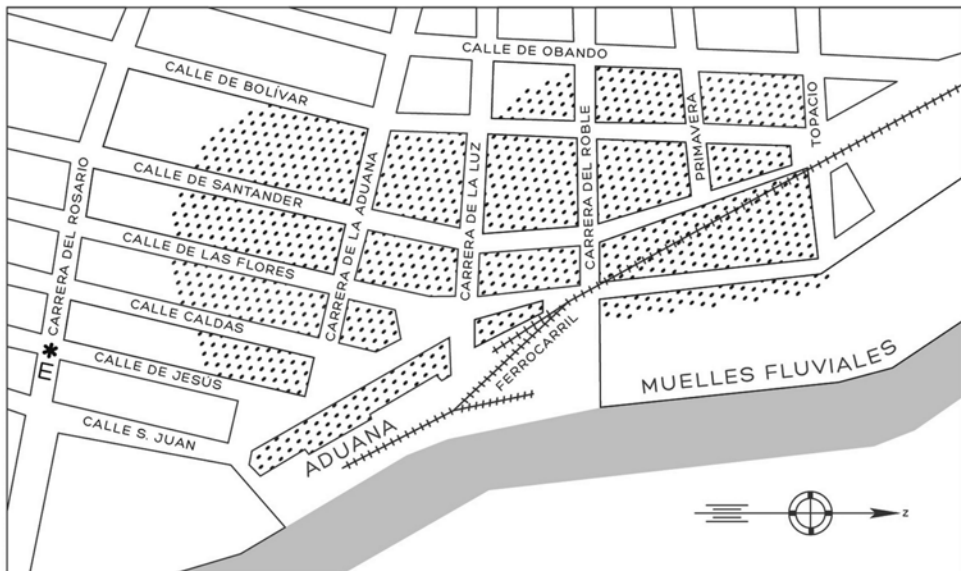 CALLE DE OBANDO
CALLE DE BOLÍVAR
PRIMAVERA
TOPACIO
CARRERA DEL ROSARIO
CALLE DE SANTANDER
CARRERA DE LA ADUANA
CARRERA DE LA LUZ
CARRERA DEL ROBLE
CALLE DE LAS FLORES
CALLE CALDAS
CALLE DE JESÚS
* E
FERROCARRIL
MUELLES FLUVIALES
CALLE S. JUAN
ADUANA
z